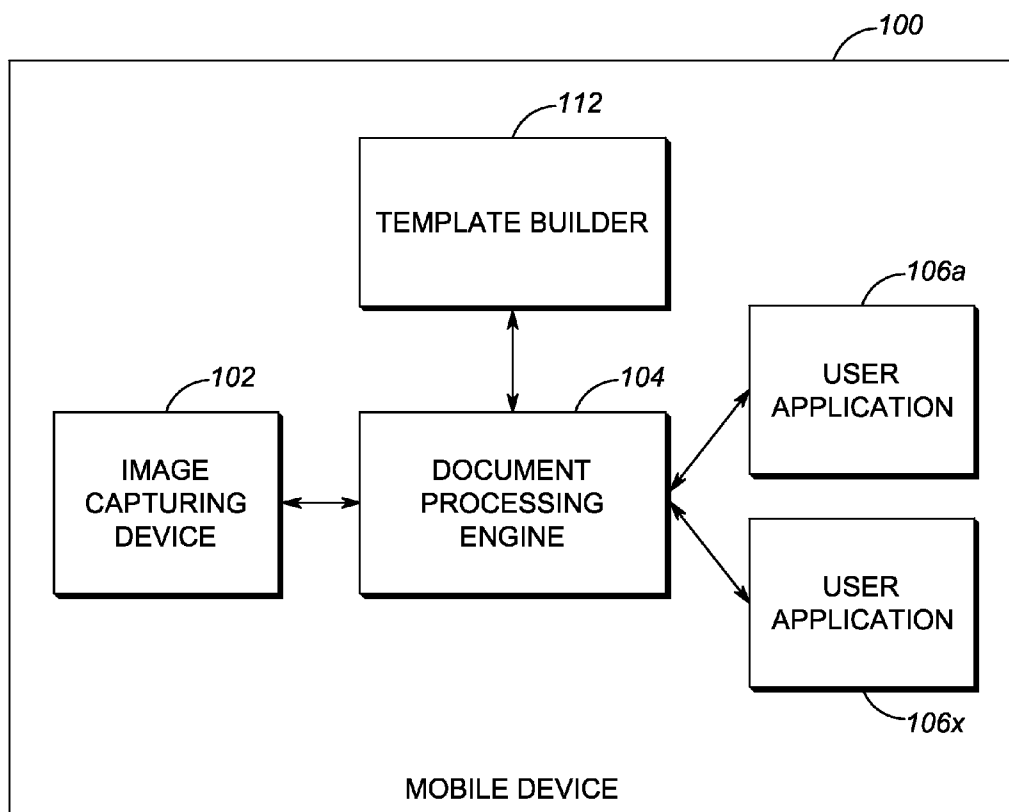 100
112
TEMPLATE BUILDER
106a
USER
APPLICATION
102
IMAGE
CAPTURING
DEVICE
104
DOCUMENT
PROCESSING
ENGINE
USER
APPLICATION
106x
MOBILE DEVICE